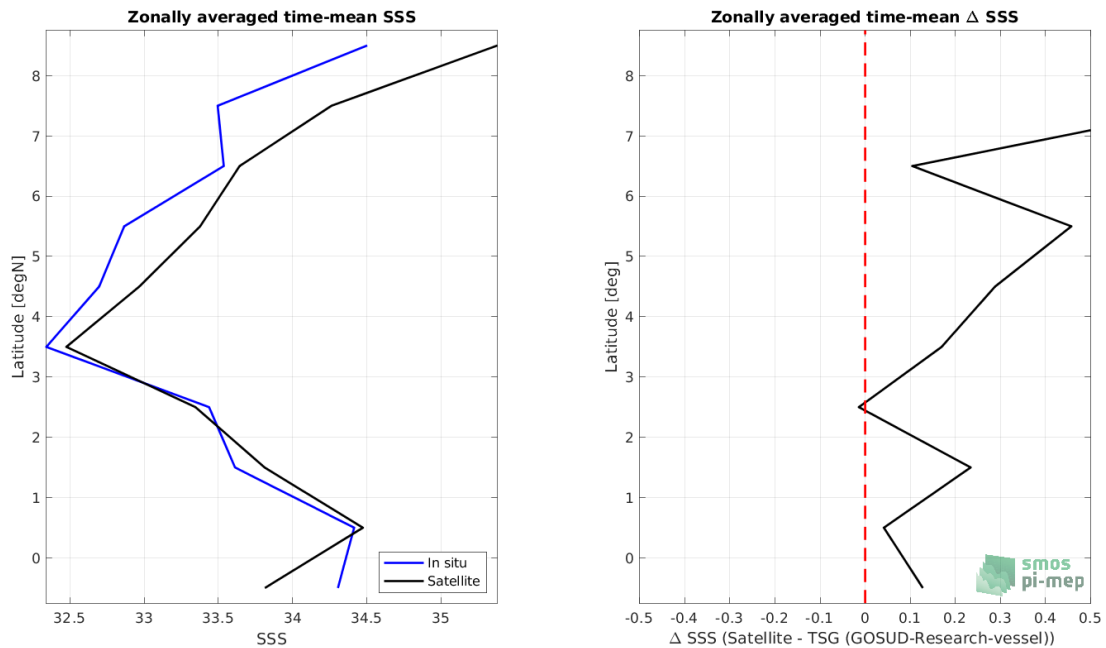 Zonally averaged time-mean SSS
8
7
6
5
4
3
2
1
0
Latitude [degN]
32.5 33 33.5 34 34.5 35
SSS
In situ
Satellite
Zonally averaged time-mean Δ SSS
8
7
6
5
4
3
2
1
0
Latitude [deg]
-0.5 -0.4 -0.3 -0.2 -0.1 0 0.1 0.2 0.3 0.4 0.5
Δ SSS (Satellite - TSG (GOSUD-Research-vessel))
smos
pi-mep